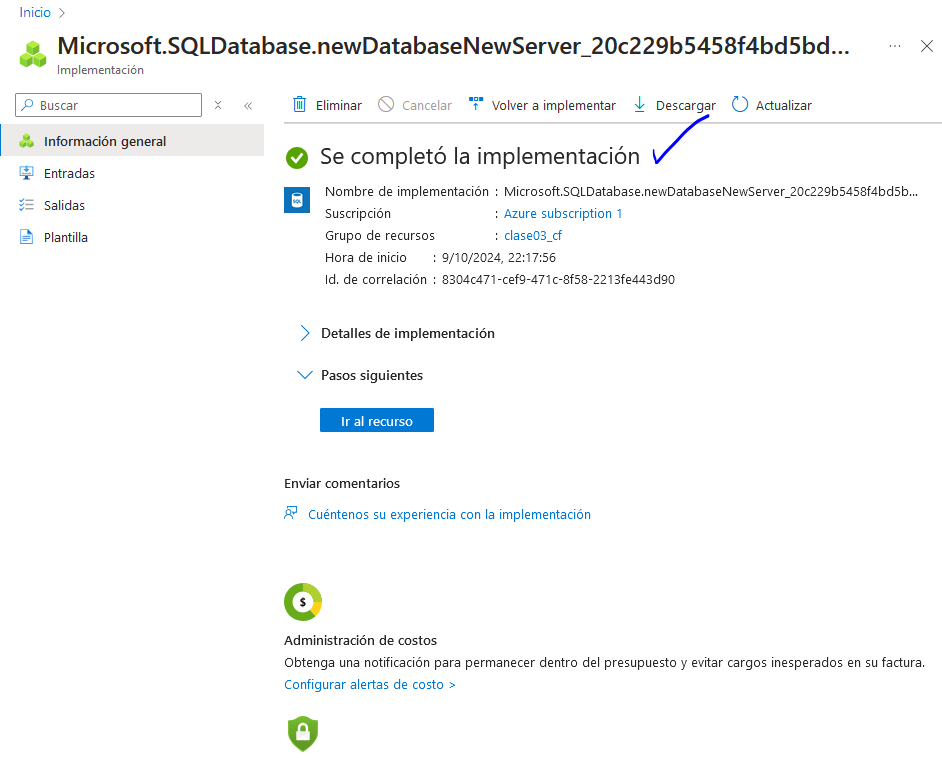 Inicio
Microsoft.SQLDatabase.newDatabaseNewServer_20c229b5458f4bd5bd...
Implementación
Buscar
Eliminar
Cancelar
Volver a implementar
Descargar
Actualizar
Información general
Entradas
Salidas
Plantilla
Se completó la implementación
SQL
Nombre de implementación : Microsoft.SQLDatabase.newDatabaseNewServer_20c229b5458f4bd5b...
Suscripción : Azure subscription 1
Grupo de recursos : clase03_cf
Hora de inicio : 9/10/2024, 22:17:56
Id. de correlación : 8304c471-cef9-471c-8f58-2213fe443d90
Detalles de implementación
Pasos siguientes
Ir al recurso
Enviar comentarios
Cuéntenos su experiencia con la implementación
$
Administración de costos
Obtenga una notificación para permanecer dentro del presupuesto y evitar cargos inesperados en su factura.
Configurar alertas de costo >